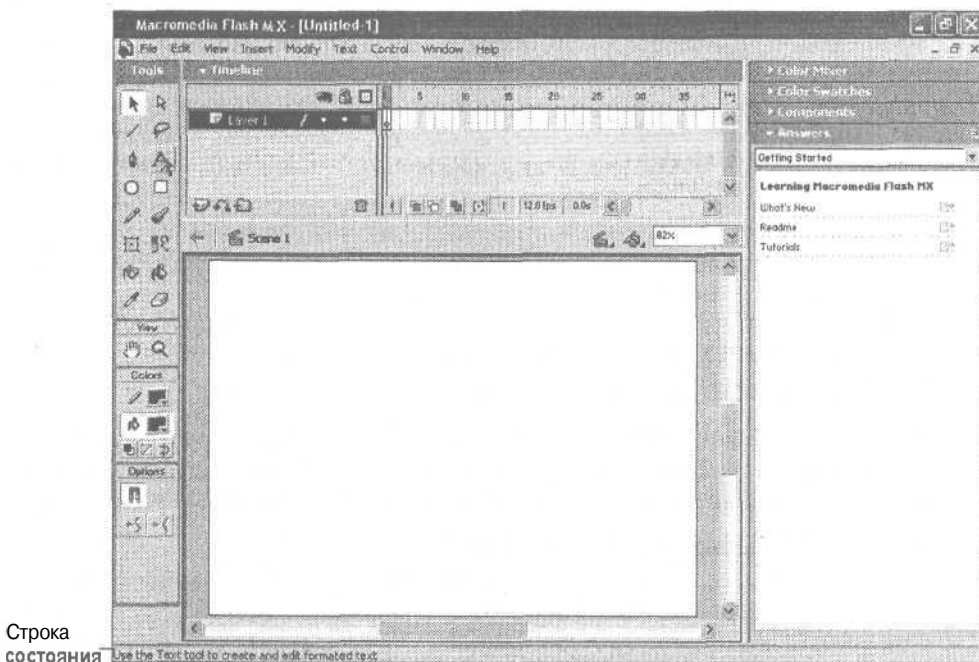 Macromedia Flash MX - [Untitled-1]
File Edit View Insert Modify Text Control Window Help
Tools
Timeline
Layer 1
5 10 15 20 25 30 35
12.0 fps 0.0s
Scene 1
82%
View
Colors
Options
Color Mixer
Color Swatches
Components
Answers
Getting Started
Learning Macromedia Flash MX
What's New
Readme
Tutorials
Строка
состояния
Use the Text tool to create and edit formated text